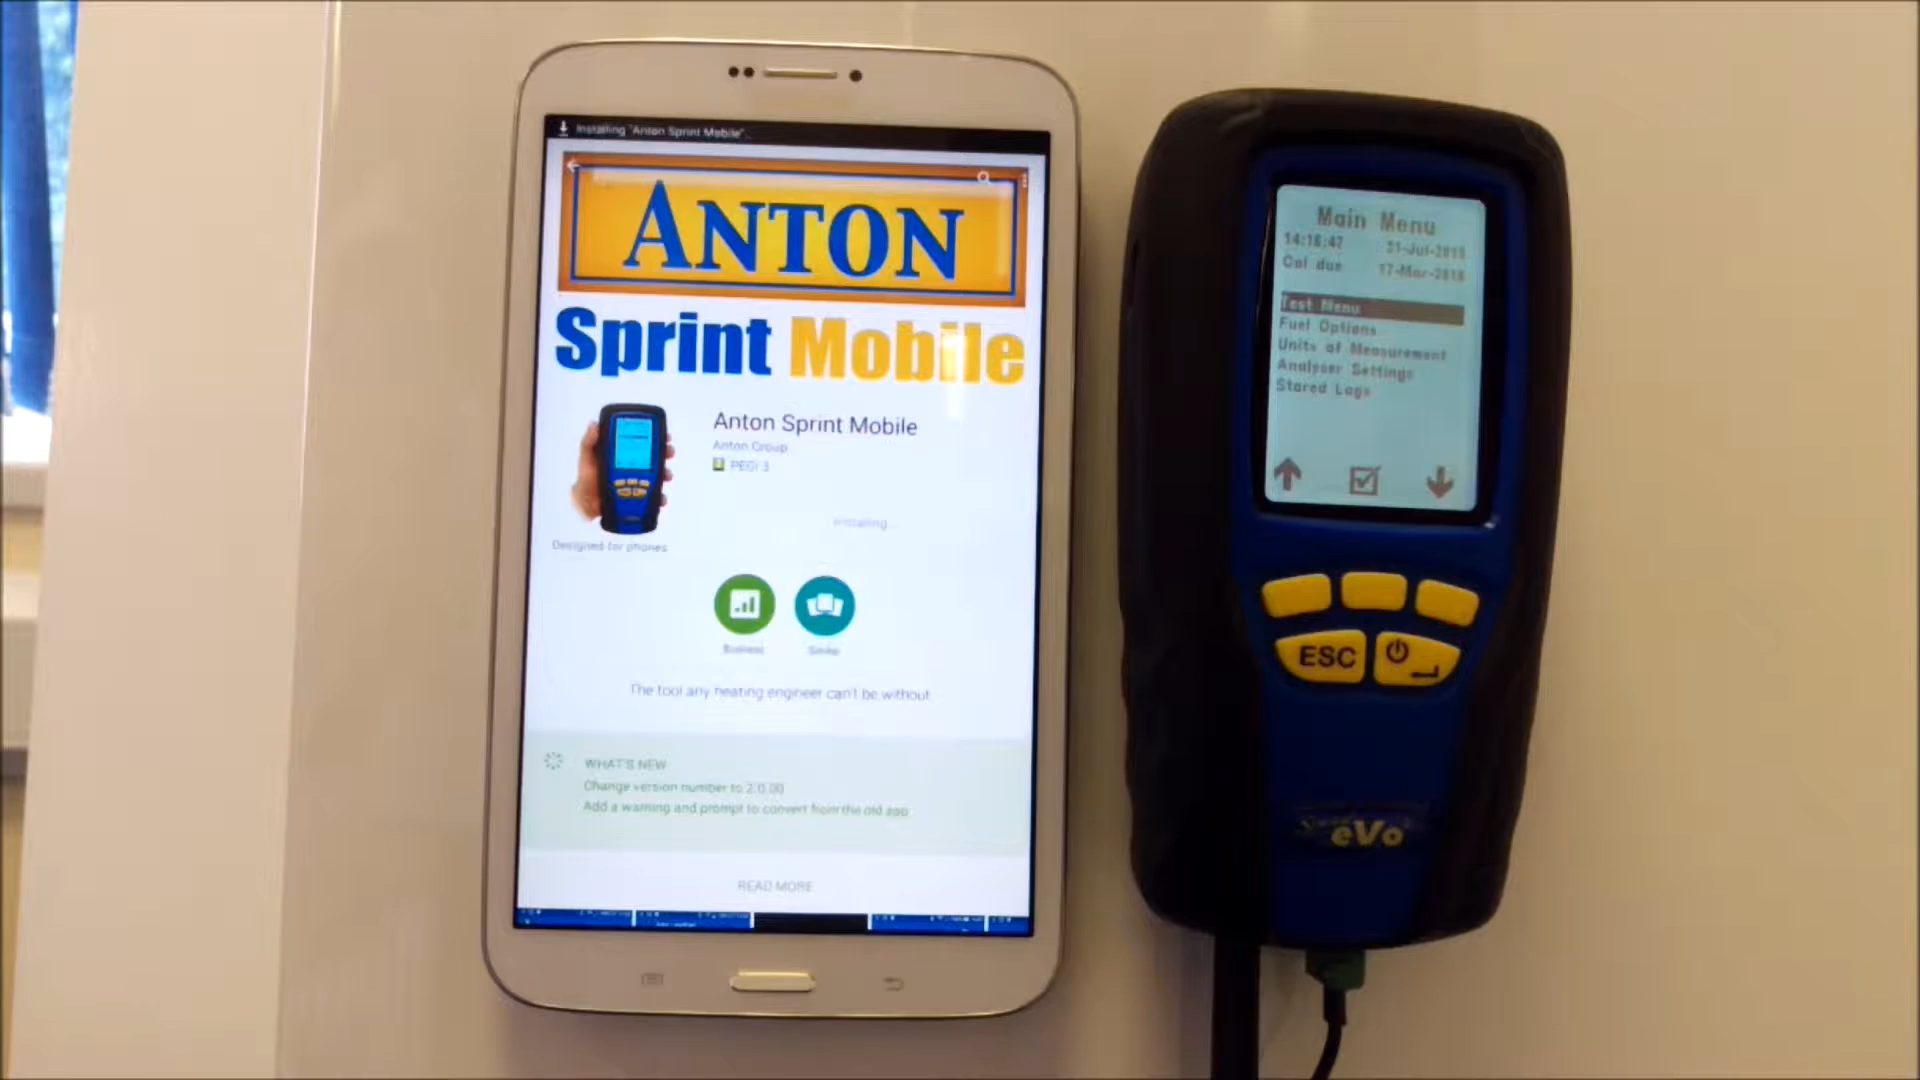 Installing "Anton Sprint Mobile"...
ANTON
Sprint Mobile
Anton Sprint Mobile
Anton Group
PEGI 3
Installing...
Designed for phones
Business
Similar
The tool any heating engineer can't be without
WHAT'S NEW
Change version number to 2.0.00
Add a warning and prompt to convert from the old app
READ MORE
Main Menu
14:16:47
Cal due
Test Menu
Fuel Options
Units of Measurement
Analyser Settings
Stored Logs
ESC
eVo